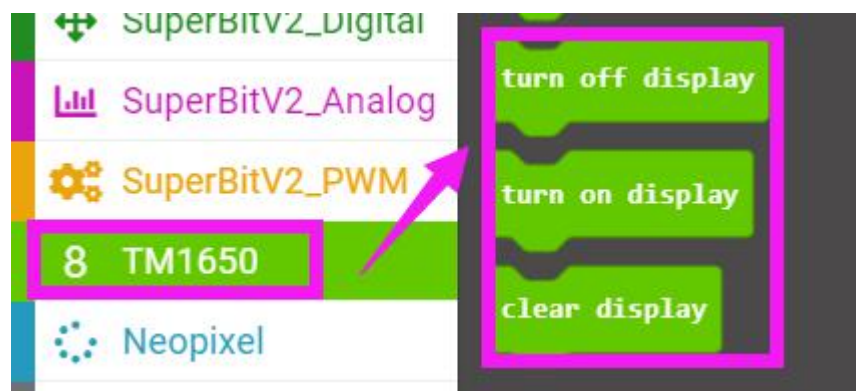 SuperBitV2_Digital
SuperBitV2_Analog
SuperBitV2_PWM
8 TM1650
Neopixel
turn off display
turn on display
clear display